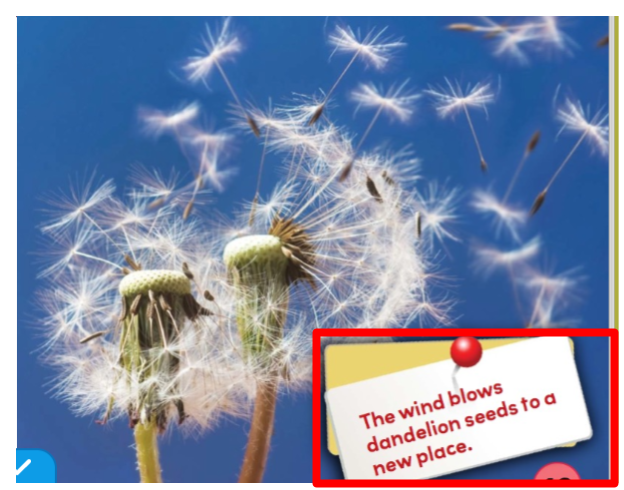 The wind blows
dandelion seeds to a
new place.